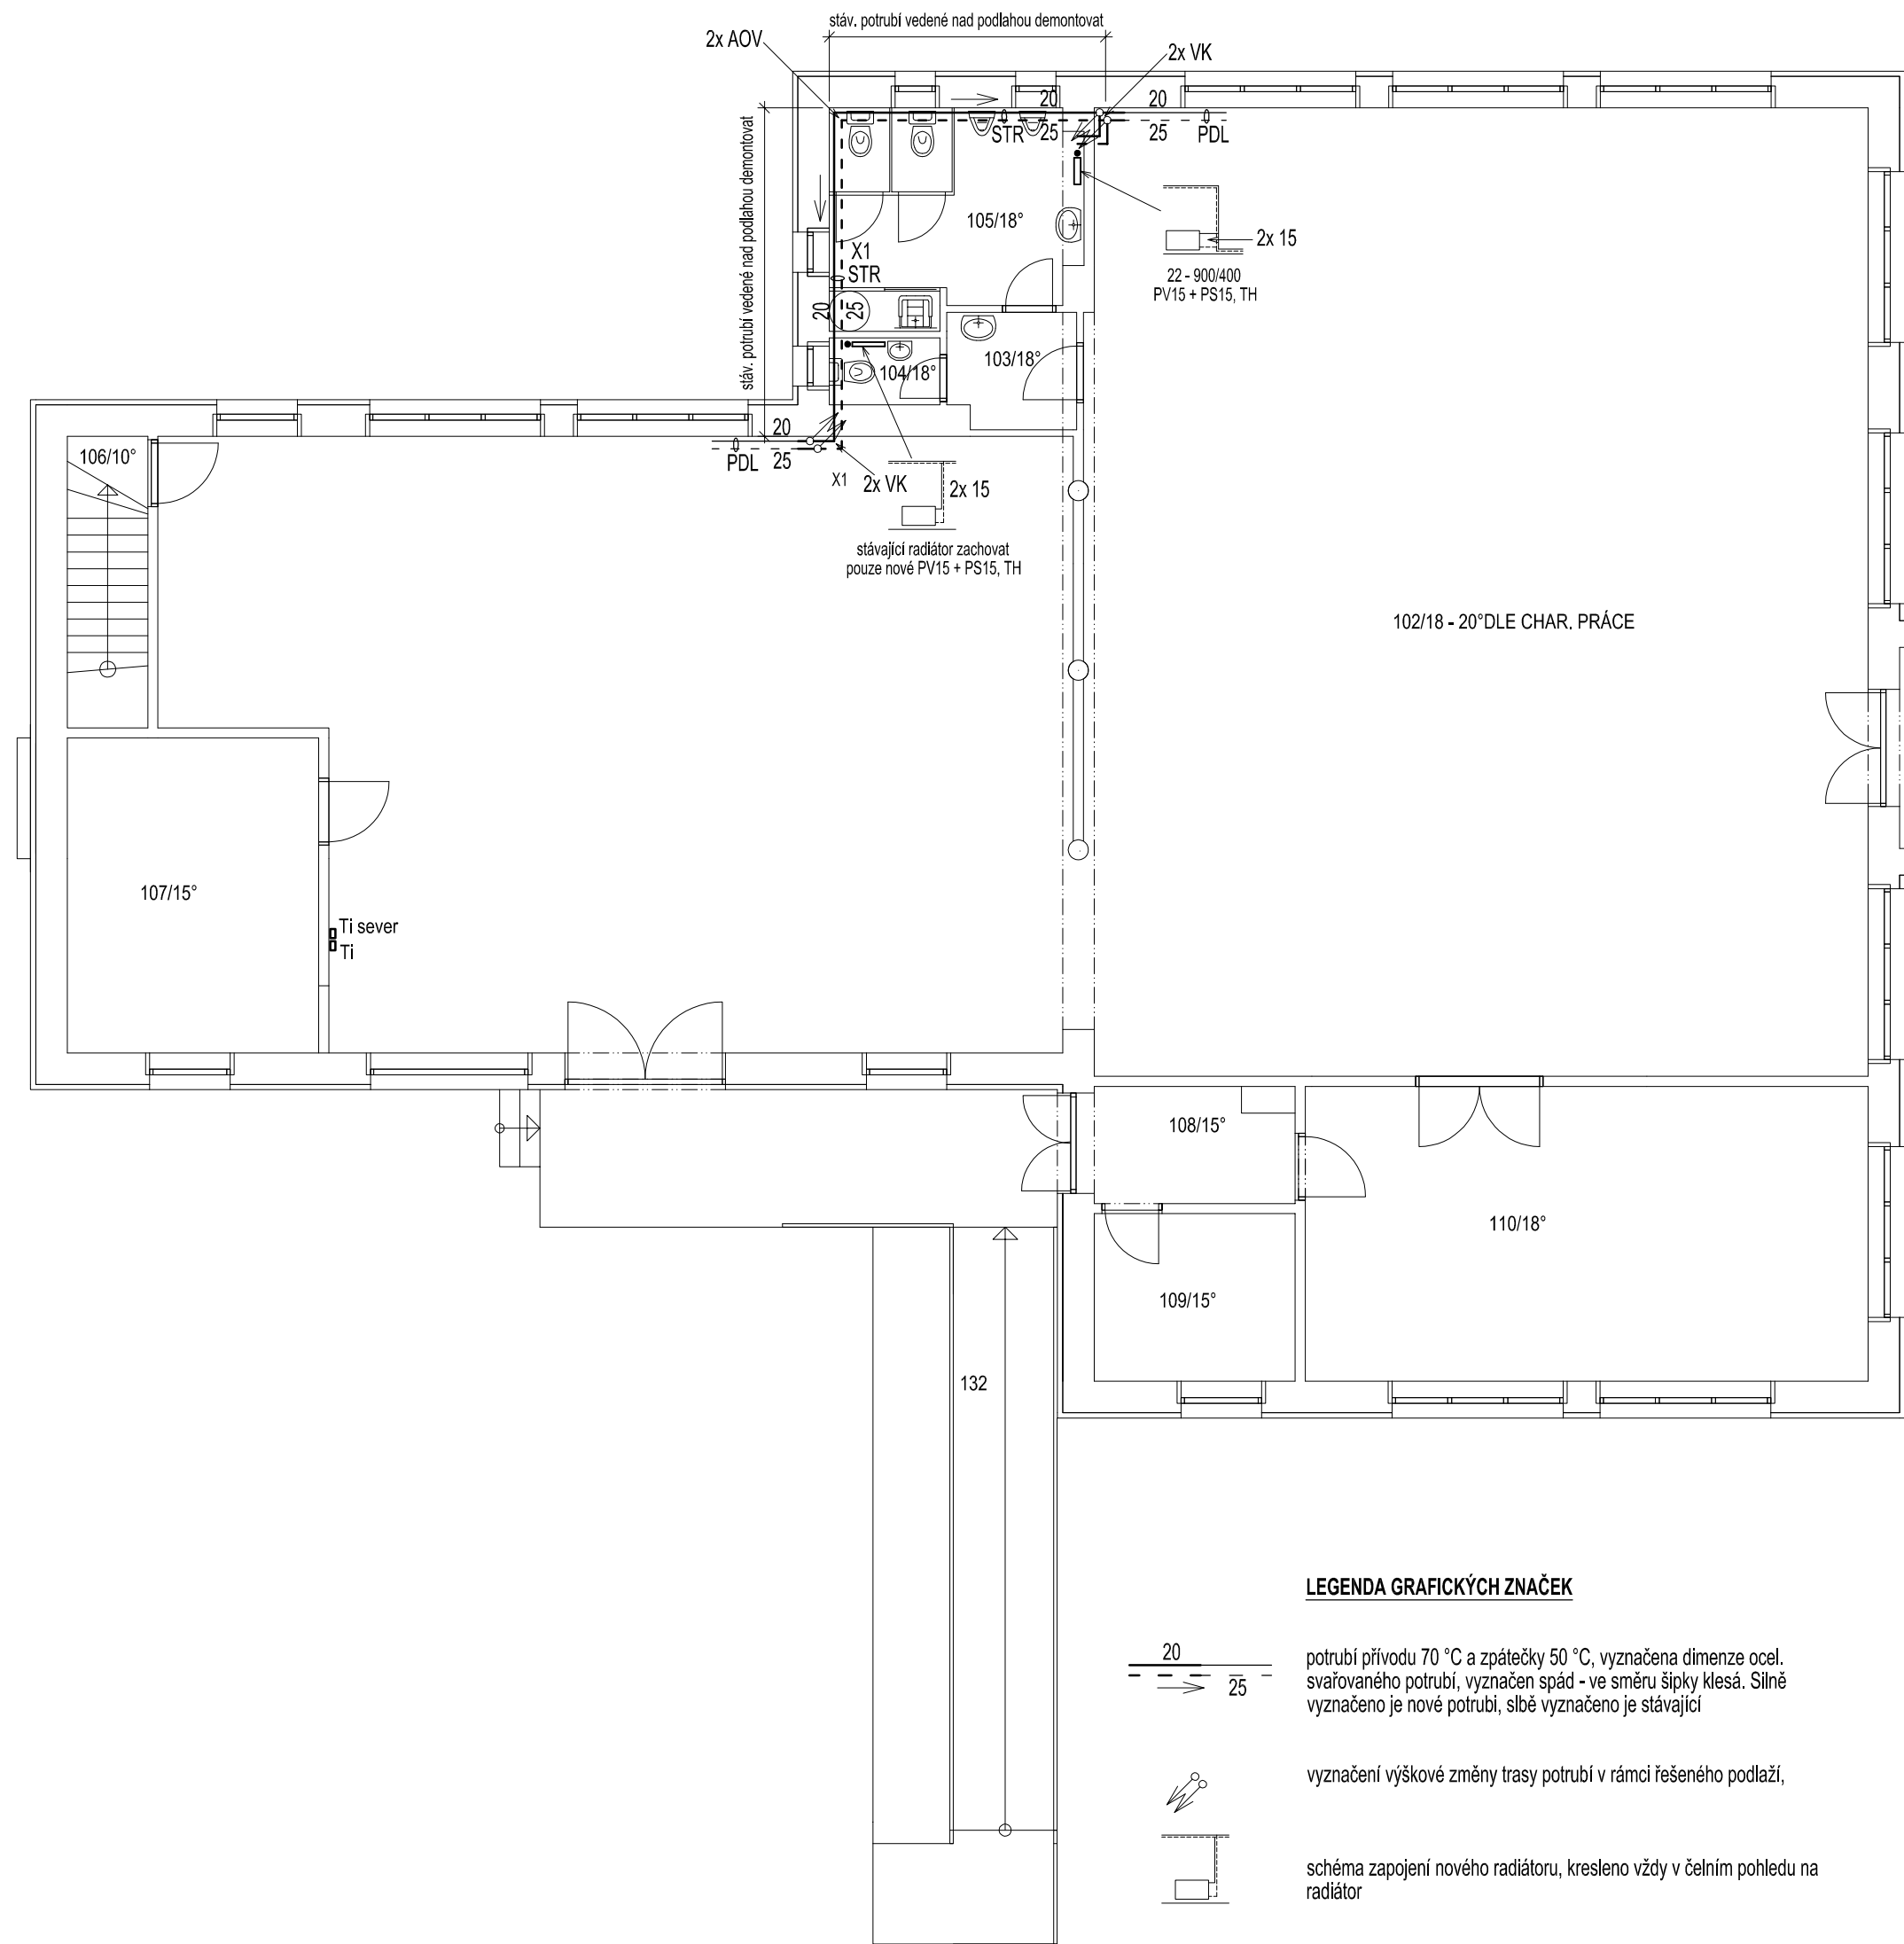 stáv. potrubí vedené nad podlahou demontovat
2x AOV
2x VK
20
20
STR
25
25
PDL
stáv. potrubí vedené nad podlahou demontovat
105/18°
2x 15
22 - 900/400
PV15 + PS15, TH
X1
STR
20
25
103/18°
104/18°
20
PDL
25
X1
2x VK
2x 15
stávající radiátor zachovat
pouze nové PV15 + PS15, TH
106/10°
102/18 - 20°DLE CHAR. PRÁCE
107/15°
Ti sever
Ti
108/15°
110/18°
109/15°
132
LEGENDA GRAFICKÝCH ZNAČEK
20
25
potrubí přívodu 70 °C a zpátečky 50 °C, vyznačena dimenze ocel.
svařovaného potrubí, vyznačen spád - ve směru šipky klesá. Silně
vyznačeno je nové potrubi, slbě vyznačeno je stávající
vyznačení výškové změny trasy potrubí v rámci řešeného podlaží,
schéma zapojení nového radiátoru, kresleno vždy v čelním pohledu na
radiátor